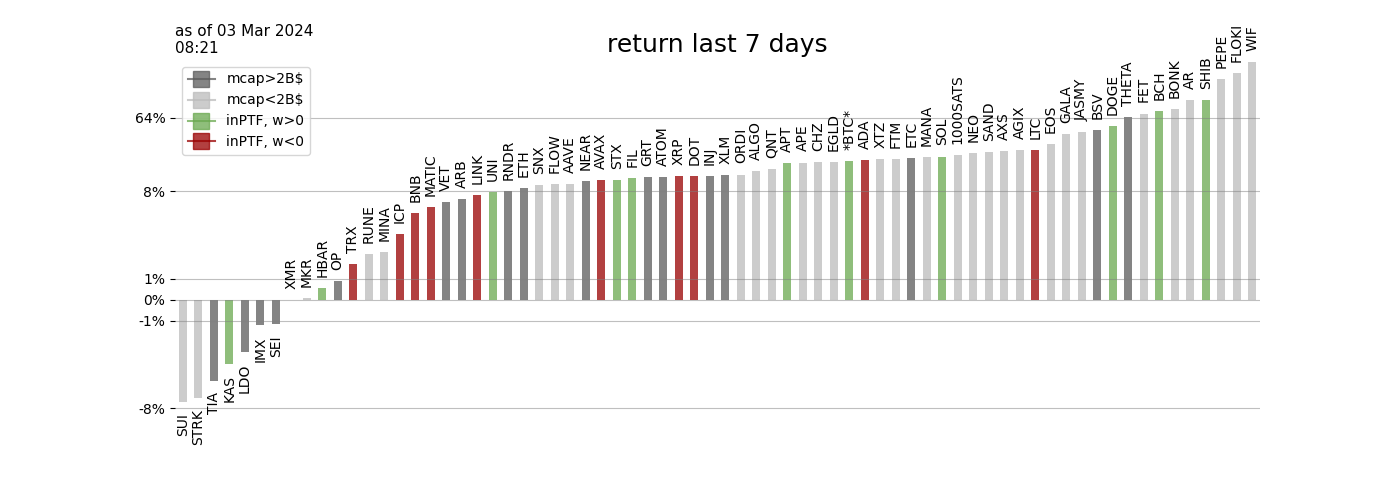 as of 03 Mar 2024
08:21
return last 7 days
mcap>2B$
mcap<2B$
inPTF, w>0
inPTF, w<0
64%
8%
1%
0%
-1%
-8%
SUI
STRK
TIA
KAS
LDO
IMX
SEI
XMR
MKR
HBAR
OP
TRX
RUNE
MINA
ICP
BNB
MATIC
VET
ARB
LINK
UNI
RNDR
ETH
SNX
FLOW
AAVE
NEAR
AVAX
STX
FIL
GRT
ATOM
XRP
DOT
INJ
XLM
ORDI
ALGO
QNT
APT
APE
CHZ
EGLD
*BTC*
ADA
XTZ
FTM
ETC
MANA
SOL
1000SATS
NEO
SAND
AXS
AGIX
LTC
EOS
GALA
JASMY
BSV
DOGE
THETA
FET
BCH
BONK
AR
SHIB
PEPE
FLOKI
WIF